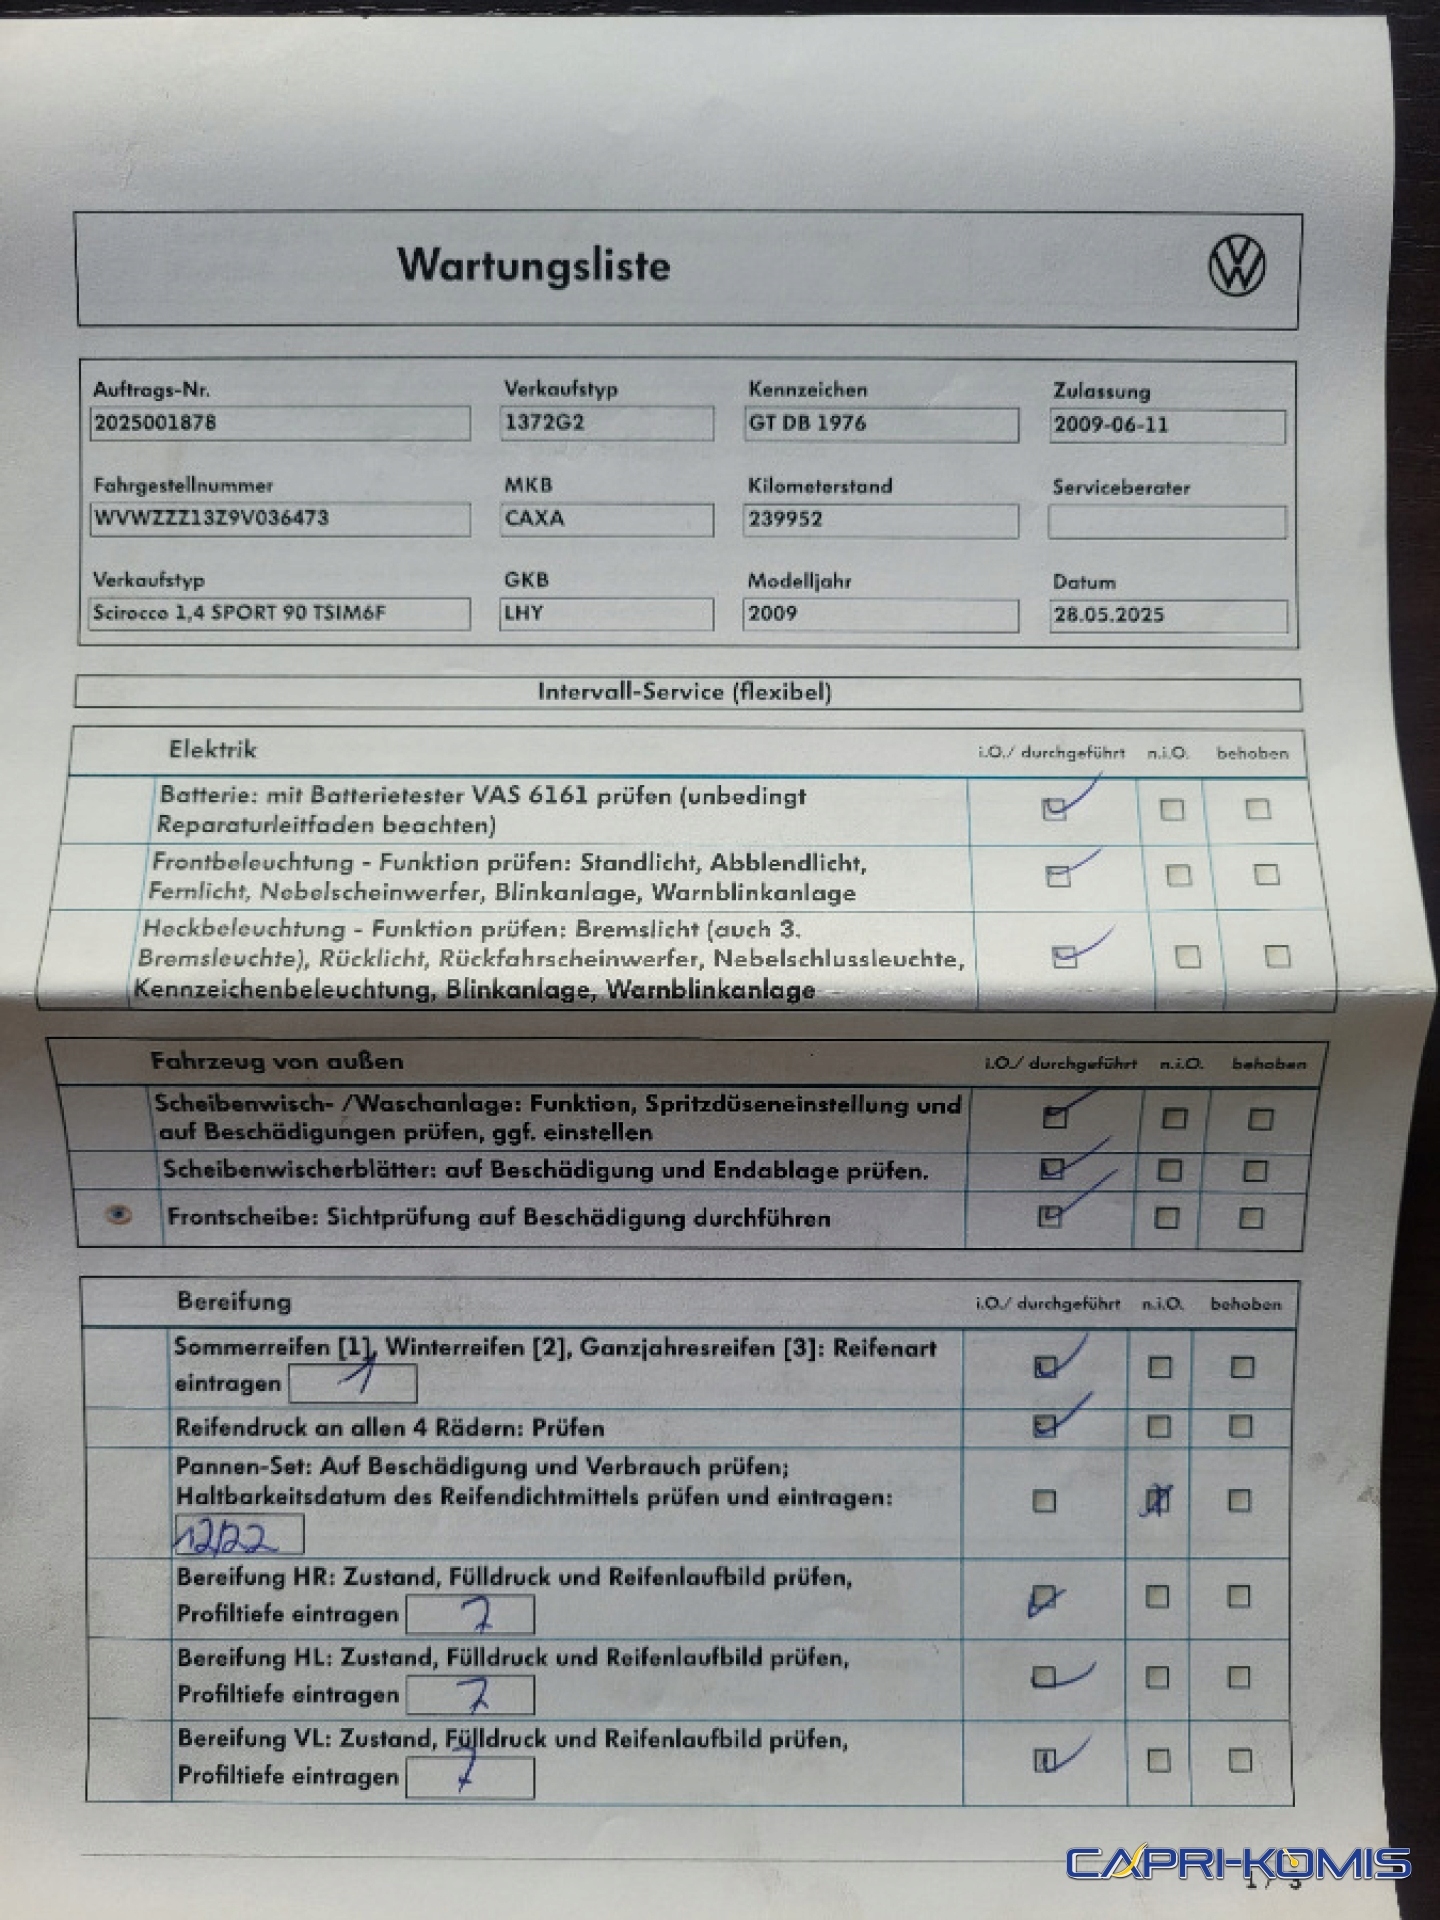 Wartungsliste
Auftrags-Nr. Verkaufstyp Kennzeichen Zulassung
2025001878 1372G2 GT DB 1976 2009-06-11
Fahrgestellnummer MKB Kilometerstand Serviceberater
WVWZZZ13Z9V036473 CAXA 239952
Verkaufstyp GKB Modelljahr Datum
Scirocco 1,4 SPORT 90 TSIM6F LHY 2009 28.05.2025
Intervall-Service (flexibel)
Elektrik i.O./ durchgeführt n.i.O. behoben
Batterie: mit Batterietester VAS 6161 prüfen (unbedingt
Reparaturleitfaden beachten)
Frontbeleuchtung - Funktion prüfen: Standlicht, Abblendlicht,
Fernlicht, Nebelscheinwerfer, Blinkanlage, Warnblinkanlage
Heckbeleuchtung - Funktion prüfen: Bremslicht (auch 3.
Bremsleuchte), Rücklicht, Rückfahrscheinwerfer, Nebelschlussleuchte,
Kennzeichenbeleuchtung, Blinkanlage, Warnblinkanlage
Fahrzeug von außen i.O./ durchgeführt n.i.O. behoben
Scheibenwisch- /Waschanlage: Funktion, Spritzdüseneinstellung und
auf Beschädigungen prüfen, ggf. einstellen
Scheibenwischerblätter: auf Beschädigung und Endablage prüfen.
Frontscheibe: Sichtprüfung auf Beschädigung durchführen
Bereifung i.O./ durchgeführt n.i.O. behoben
Sommerreifen [1], Winterreifen [2], Ganzjahresreifen [3]: Reifenart
eintragen 1
Reifendruck an allen 4 Rädern: Prüfen
Pannen-Set: Auf Beschädigung und Verbrauch prüfen;
Haltbarkeitsdatum des Reifendichtmittels prüfen und eintragen:
12/22
Bereifung HR: Zustand, Fülldruck und Reifenlaufbild prüfen,
Profiltiefe eintragen 7
Bereifung HL: Zustand, Fülldruck und Reifenlaufbild prüfen,
Profiltiefe eintragen 7
Bereifung VL: Zustand, Fülldruck und Reifenlaufbild prüfen,
Profiltiefe eintragen 7
CAPRI-KOMIS
1 / 3